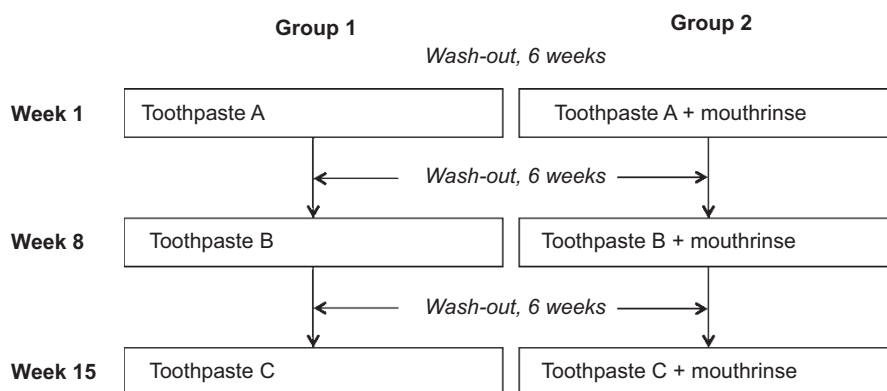 Group 1 Group 2
Wash-out, 6 weeks
Week 1 Toothpaste A Toothpaste A + mouthrinse
Wash-out, 6 weeks
Week 8 Toothpaste B Toothpaste B + mouthrinse
Wash-out, 6 weeks
Week 15 Toothpaste C Toothpaste C + mouthrinse